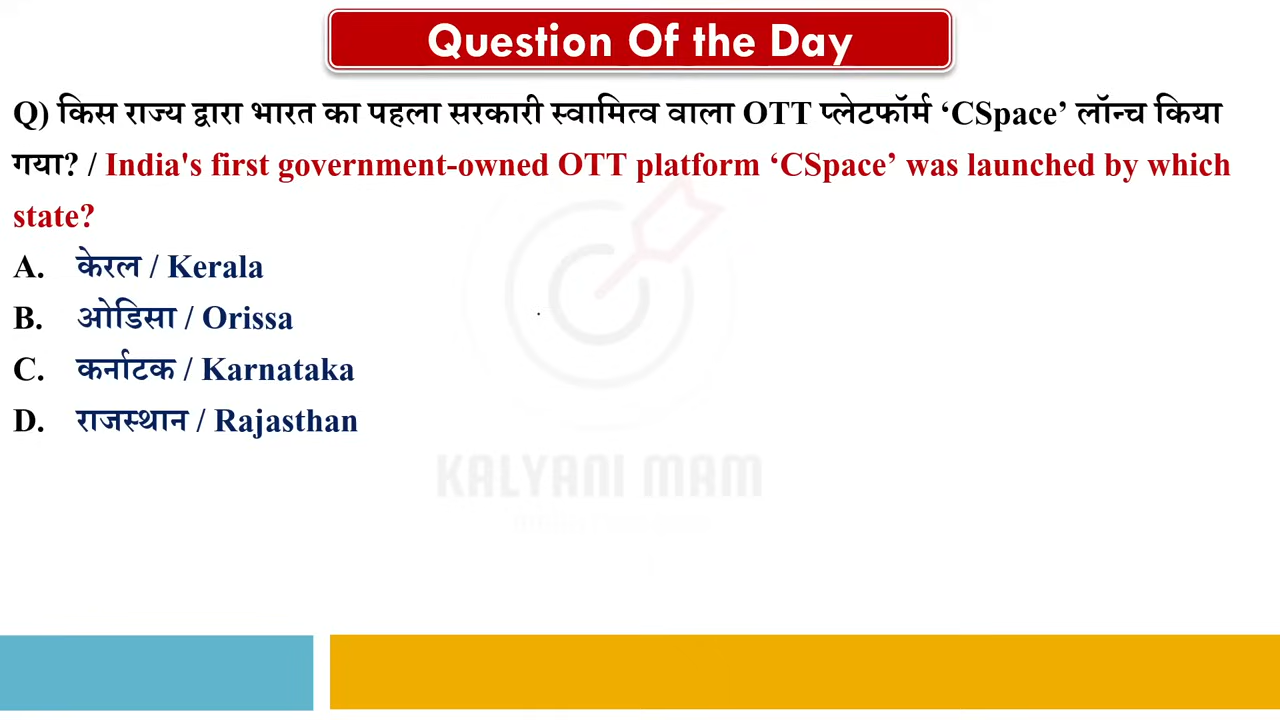 Question Of the Day
Q) किस राज्य द्वारा भारत का पहला सरकारी स्वामित्व वाला OTT प्लेटफॉर्म ‘CSpace’ लॉन्च किया
गया? / India's first government-owned OTT platform ‘CSpace’ was launched by which
state?
A. केरल / Kerala
B. ओडिसा / Orissa
C. कर्नाटक / Karnataka
D. राजस्थान / Rajasthan
KALYANI MAM